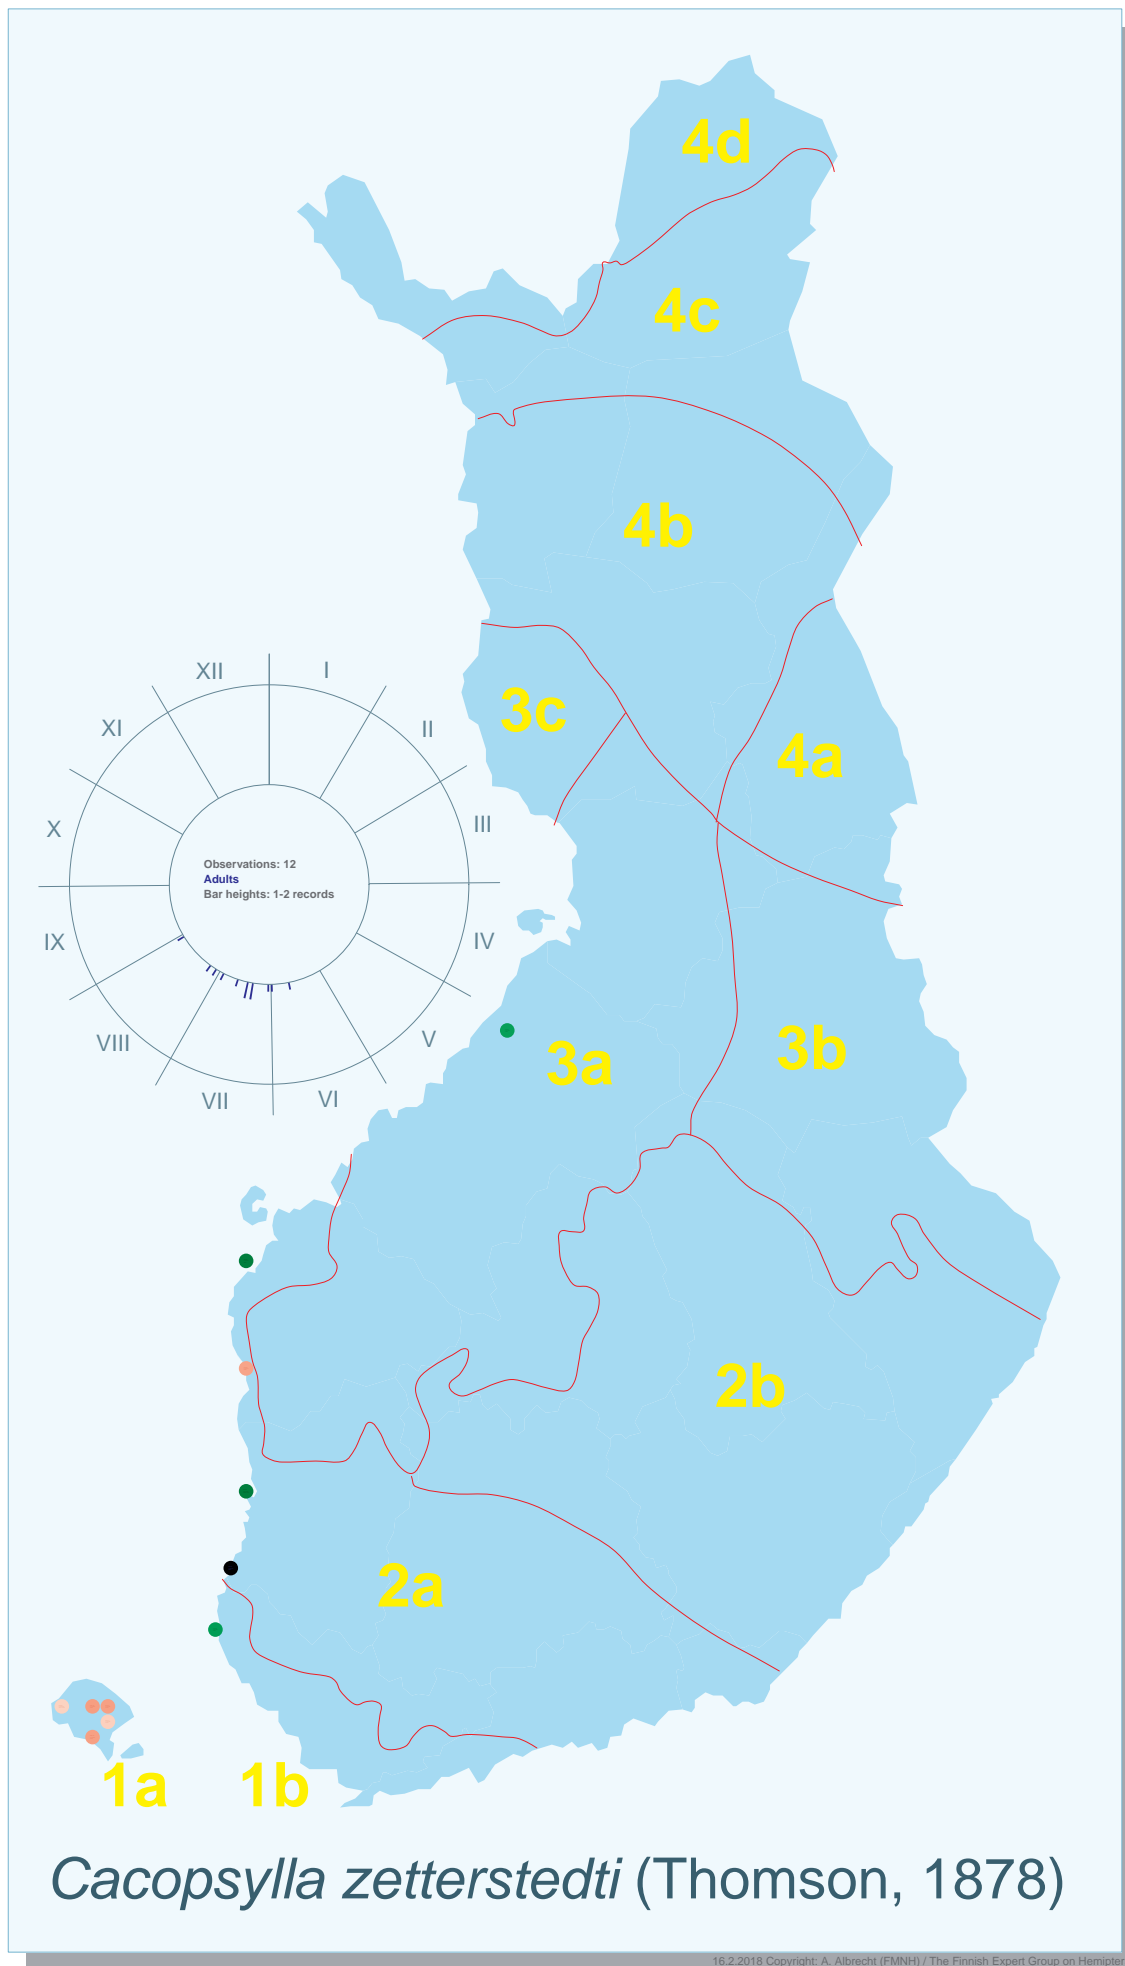 4d
4c
4b
3c
4a
XII
I
XI
II
X
III
Observations: 12
Adults
Bar heights: 1-2 records
IX
IV
VIII
V
VII
VI
3a
3b
2b
2a
1a
1b
Cacopsylla zetterstedti (Thomson, 1878)
16.2.2018 Copyright: A. Albrecht (FMNH) / The Finnish Expert Group on Hemipter